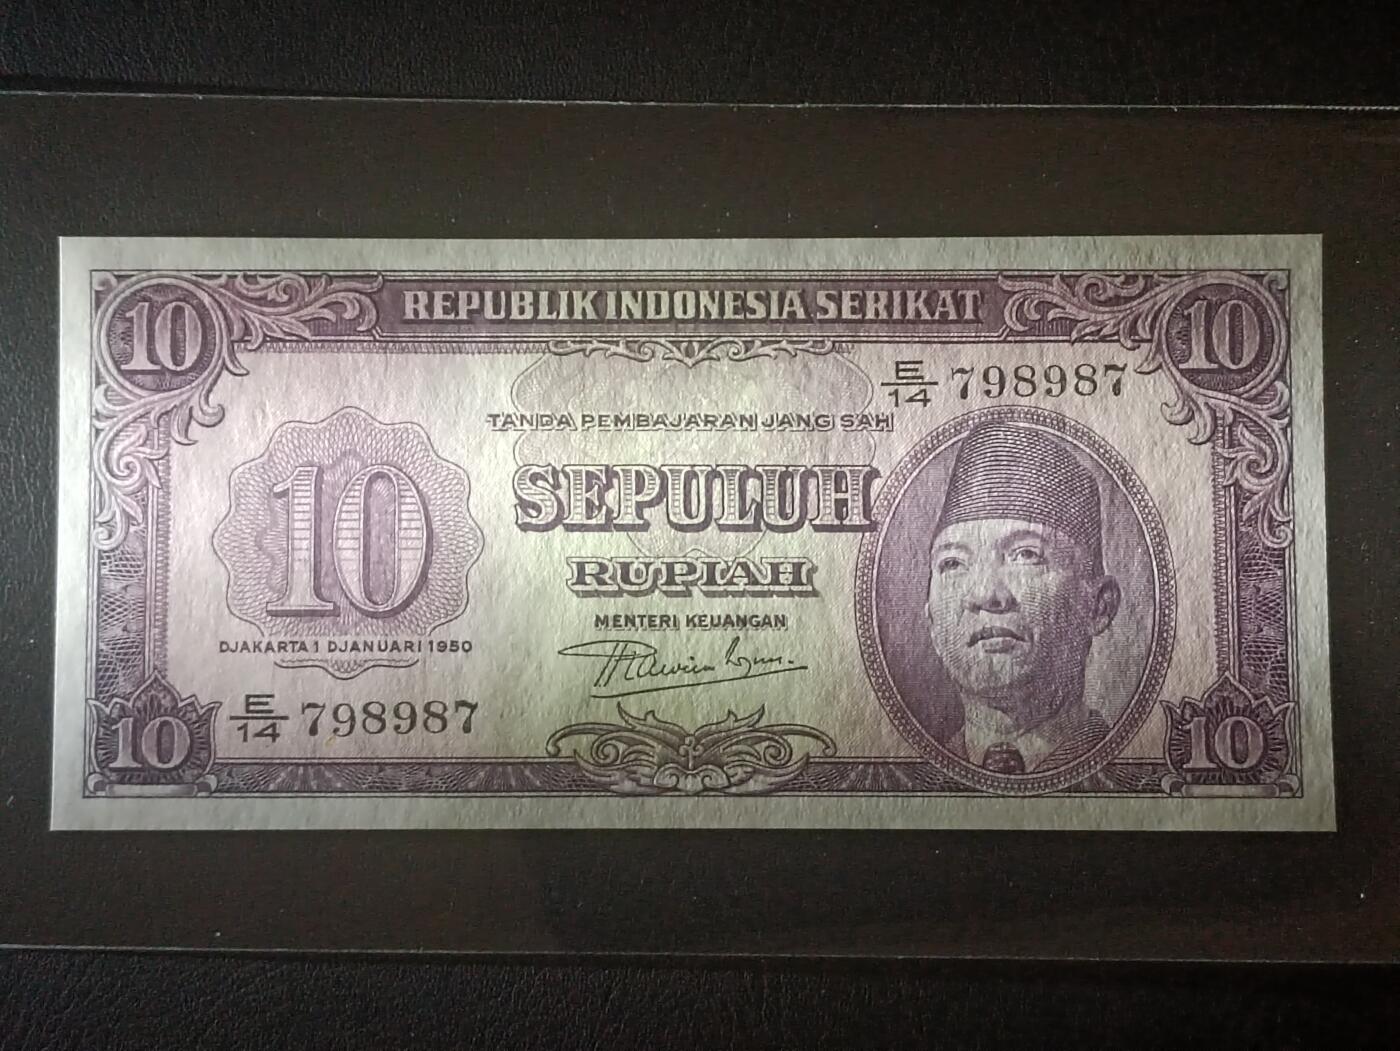 10 REPUBLIK INDONESIA SERIKAT 10
E/14 798987
TANDA PEMBAJARAN JANG SAH
10
SEPULUH
RUPIAH
MENTERI KEUANGAN
DJAKARTA 1 DJANUARI 1950
E/14 798987
10
10